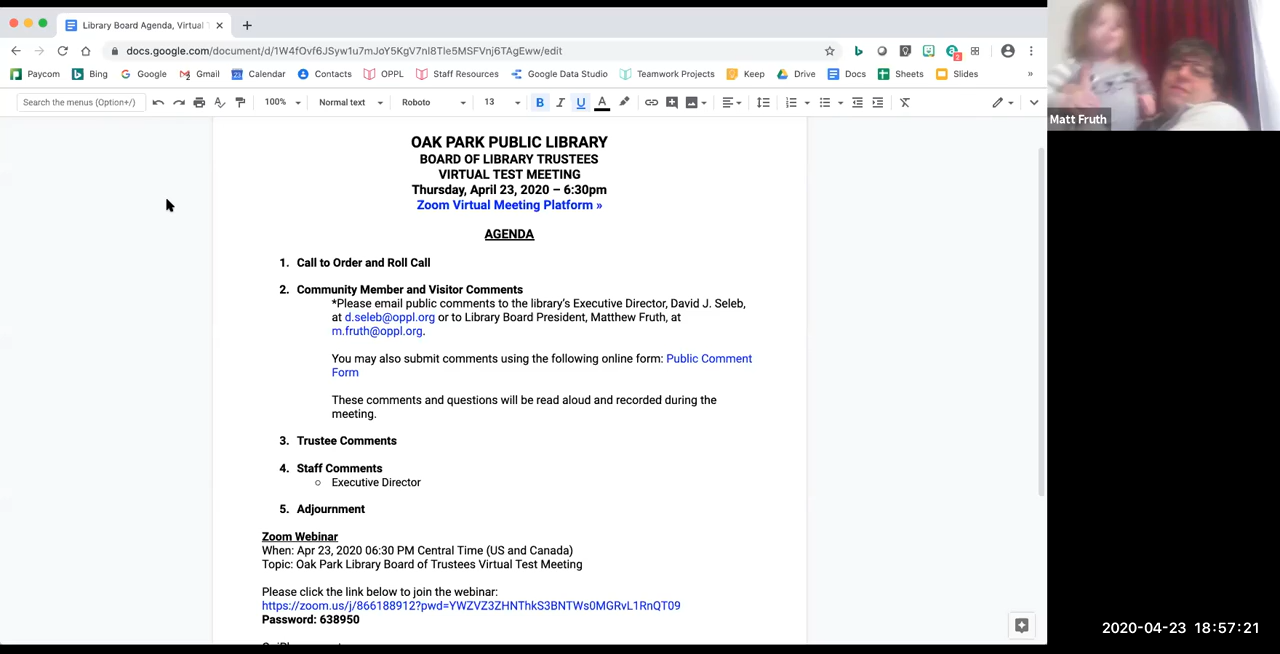 Library Board Agenda, Virtual
docs.google.com/document/d/1W4fOvf6JSyw1u7mJoY5KgV7nI8Tle5MSFVnj6TAgEww/edit
Paycom Bing Google Gmail Calendar Contacts OPPL Staff Resources Google Data Studio Teamwork Projects Keep Drive Docs Sheets Slides »
Search the menus (Option+/) 100% Normal text Roboto 13 B I U A
Matt Fruth
OAK PARK PUBLIC LIBRARY
BOARD OF LIBRARY TRUSTEES
VIRTUAL TEST MEETING
Thursday, April 23, 2020 – 6:30pm
Zoom Virtual Meeting Platform »
AGENDA
1. Call to Order and Roll Call
2. Community Member and Visitor Comments
*Please email public comments to the library's Executive Director, David J. Seleb,
at d.seleb@oppl.org or to Library Board President, Matthew Fruth, at
m.fruth@oppl.org.
You may also submit comments using the following online form: Public Comment
Form
These comments and questions will be read aloud and recorded during the
meeting.
3. Trustee Comments
4. Staff Comments
○ Executive Director
5. Adjournment
Zoom Webinar
When: Apr 23, 2020 06:30 PM Central Time (US and Canada)
Topic: Oak Park Library Board of Trustees Virtual Test Meeting
Please click the link below to join the webinar:
https://zoom.us/j/866188912?pwd=YWZVZ3ZHNThkS3BNTWs0MGRvL1RnQT09
Password: 638950
2020-04-23 18:57:21